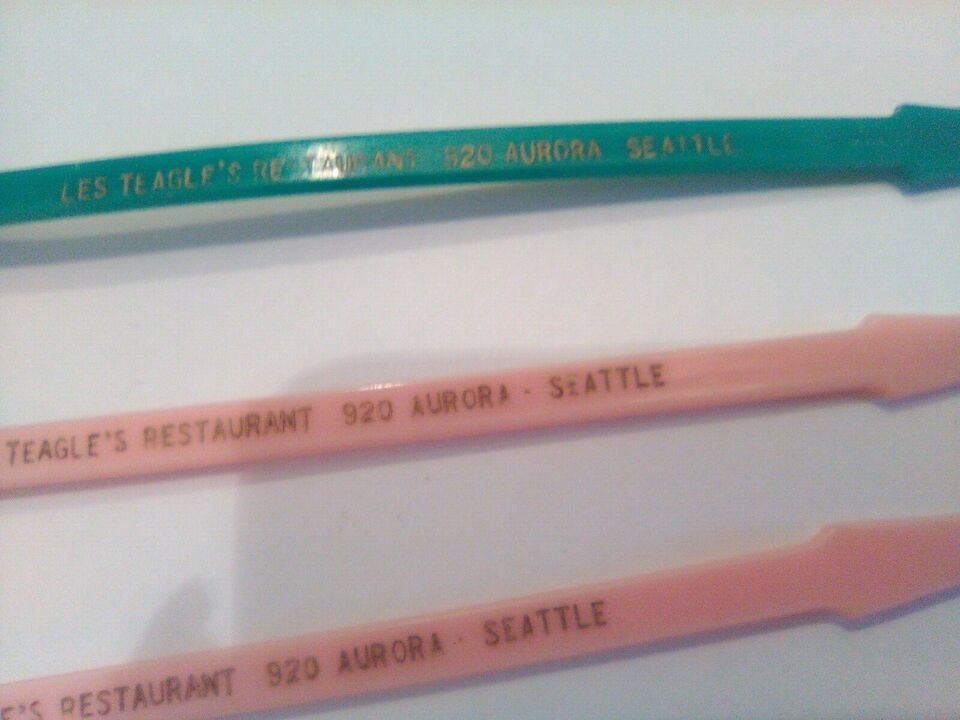 LES TEAGLE'S RESTAURANT 920 AURORA SEATTLE
TEAGLE'S RESTAURANT 920 AURORA - SEATTLE
E'S RESTAURANT 920 AURORA - SEATTLE